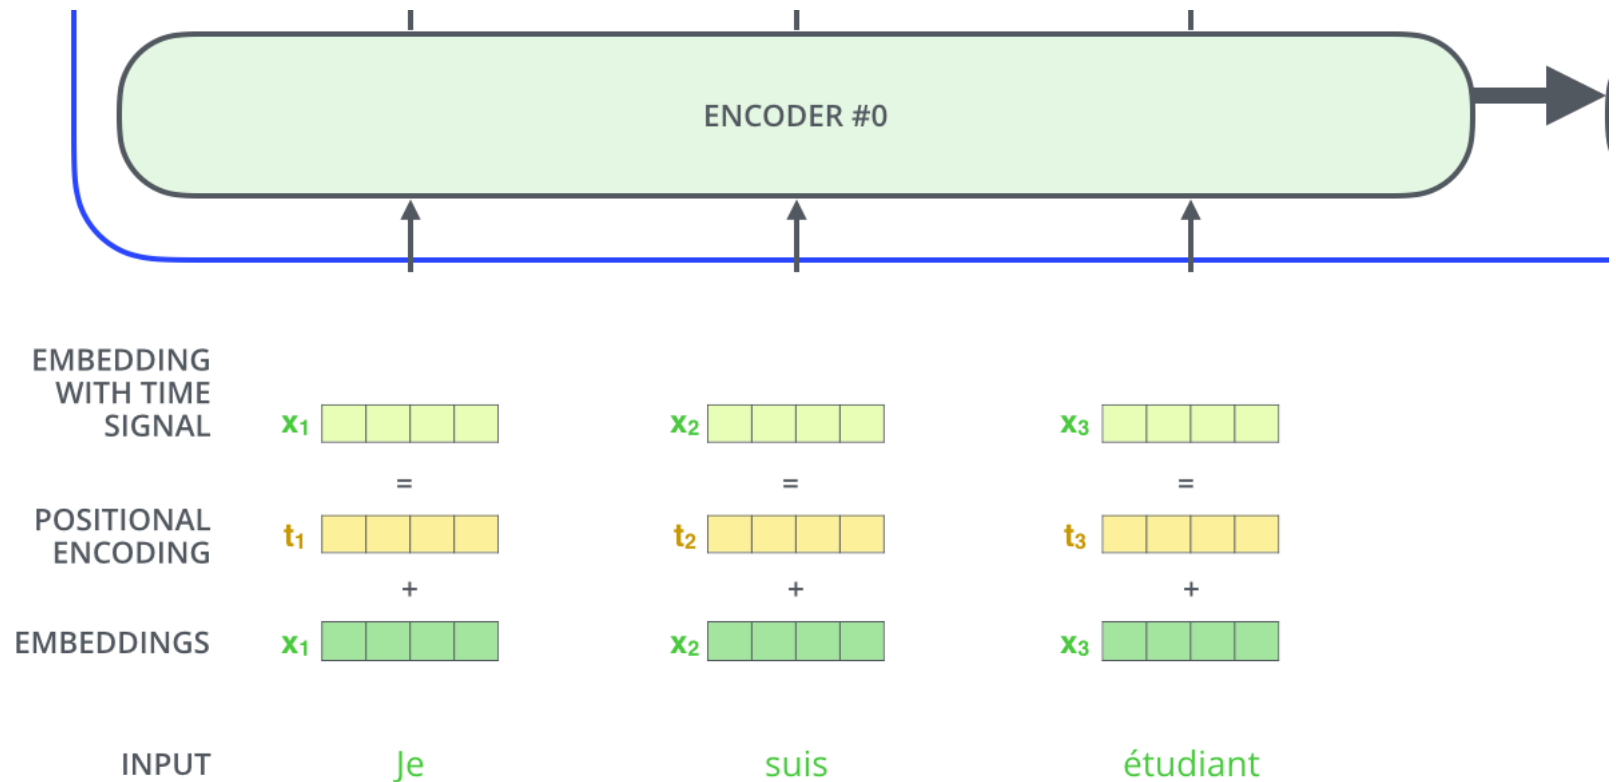 ENCODER #0
EMBEDDING
WITH TIME
SIGNAL
x₁ x₂ x₃
= = =
POSITIONAL
ENCODING
t₁ t₂ t₃
+ + +
EMBEDDINGS x₁ x₂ x₃
INPUT Je suis étudiant